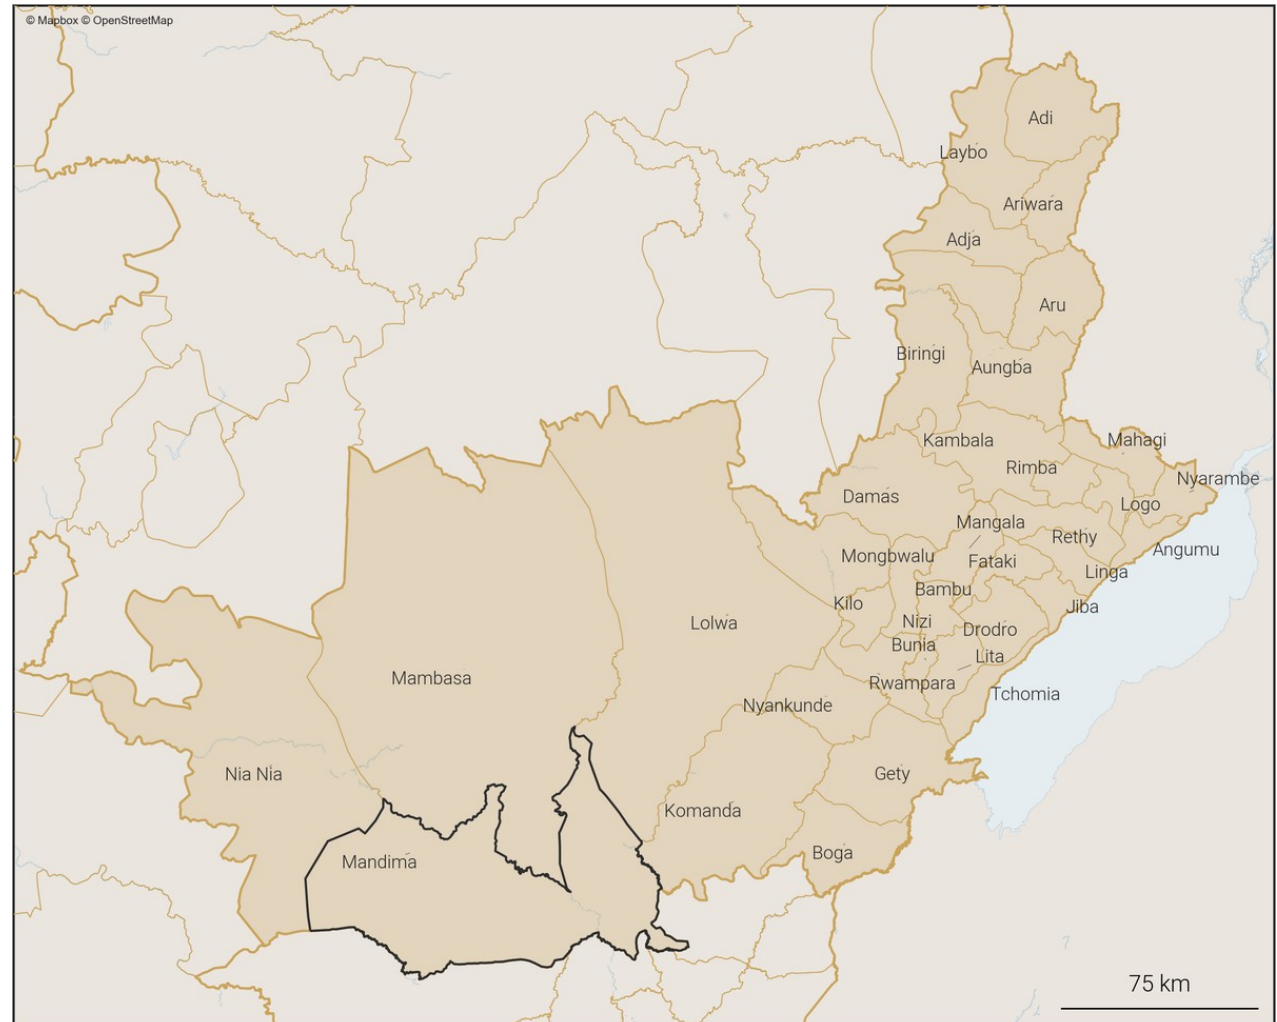 © Mapbox © OpenStreetMap
Adi
Laybo
Ariwara
Adja
Aru
Biringi
Aungba
Kambala
Mahagi
Rimba
Nyarambe
Damas
Logo
Mangala
Rethy
Angumu
Mongbwalu
Fataki
Linga
Bambu
Kilo
Jiba
Nizi
Lolwa
Drodro
Bunia
Lita
Mambasa
Rwampara
Tchomia
Nyankunde
Nia Nia
Gety
Komanda
Boga
Mandima
75 km